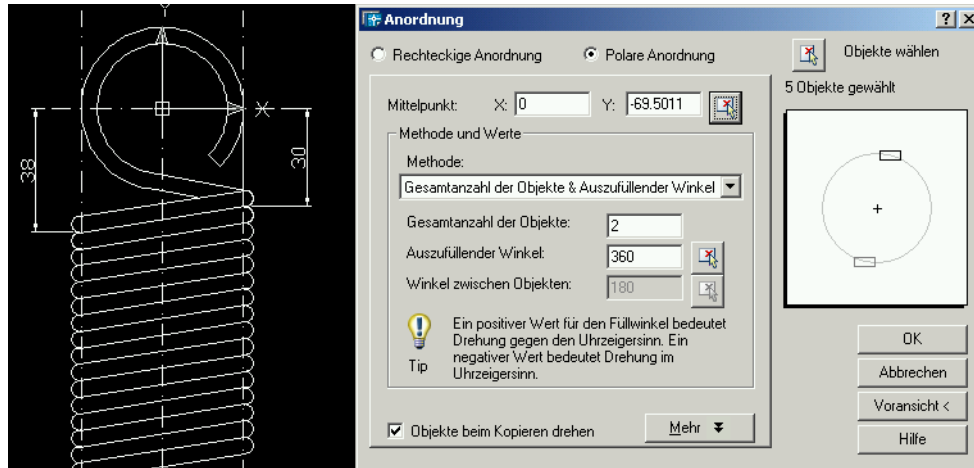 Anordnung
Rechteckige Anordnung
Polare Anordnung
Objekte wählen
5 Objekte gewählt
Mittelpunkt: X: 0 Y: -69.5011
Methode und Werte
Methode:
Gesamtanzahl der Objekte & Auszufüllender Winkel
Gesamtanzahl der Objekte: 2
Auszufüllender Winkel: 360
Winkel zwischen Objekten: 180
Ein positiver Wert für den Füllwinkel bedeutet
Drehung gegen den Uhrzeigersinn. Ein
negativer Wert bedeutet Drehung im
Uhrzeigersinn.
Tip
Objekte beim Kopieren drehen
Mehr
OK
Abbrechen
Voransicht <
Hilfe
X
38
30